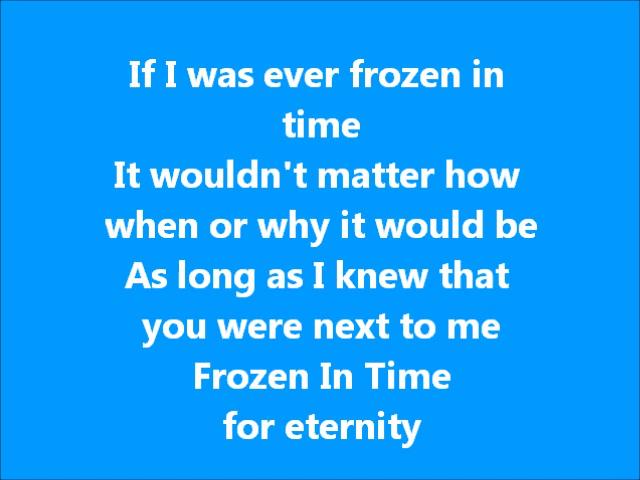 If I was ever frozen in
time
It wouldn't matter how
when or why it would be
As long as I knew that
you were next to me
Frozen In Time
for eternity